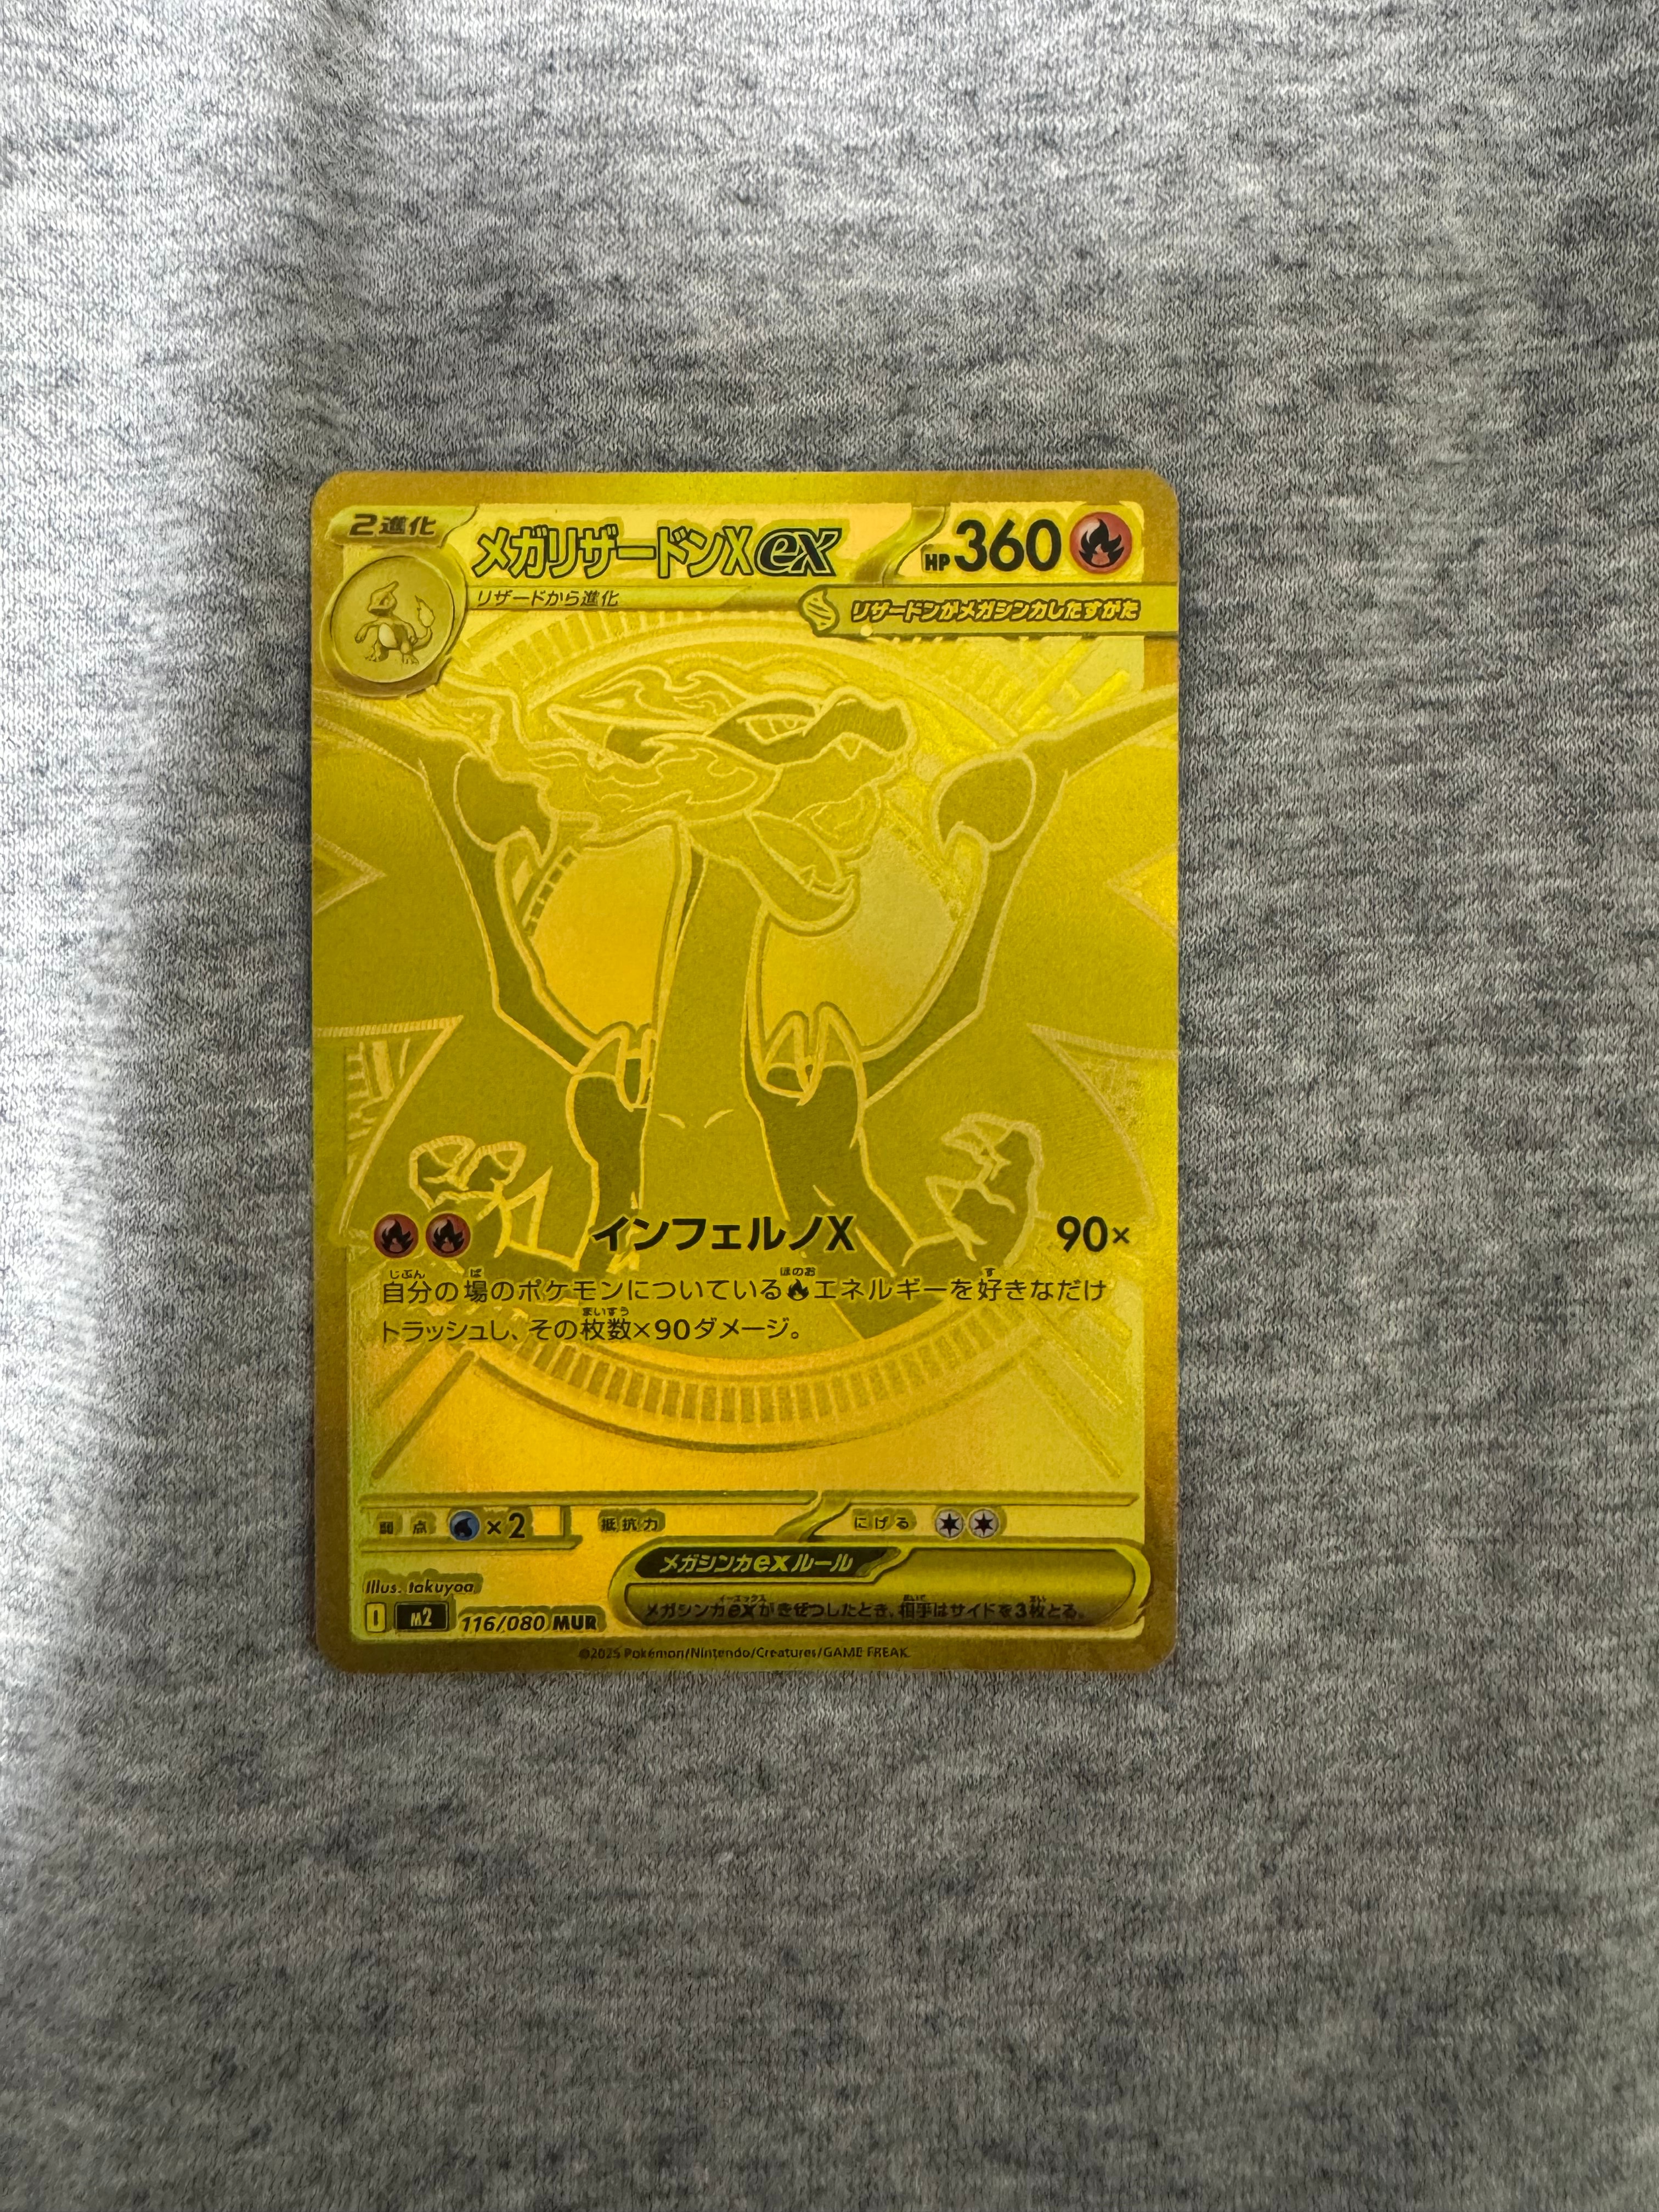 2進化
メガリザードンXex
HP360
リザードから進化
リザードンがメガシンカしたすがた
インフェルノX 90×
自分の場のポケモンについているエネルギーを好きなだけ
トラッシュし、その枚数×90ダメージ。
弱点 ×2 抵抗力 にげる
メガシンカexルール
メガシンカexがきぜつしたとき、相手はサイドを3枚とる。
Illus. takuyoa
I M2 116/080 MUR
©2025 Pokémon/Nintendo/Creatures/GAME FREAK.